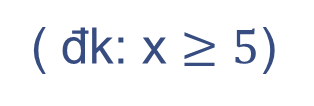 ( đk: x ≥ 5)